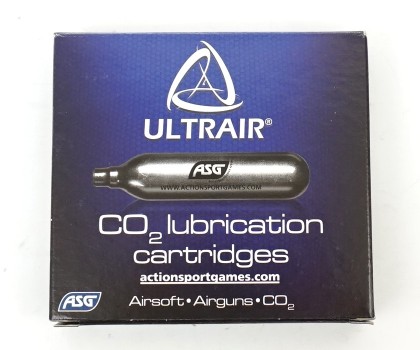 ULTRAIR®
ASG
WWW.ACTIONSPORTGAMES.COM
CO₂ lubrication
cartridges
actionsportgames.com
ASG Airsoft • Airguns • CO₂